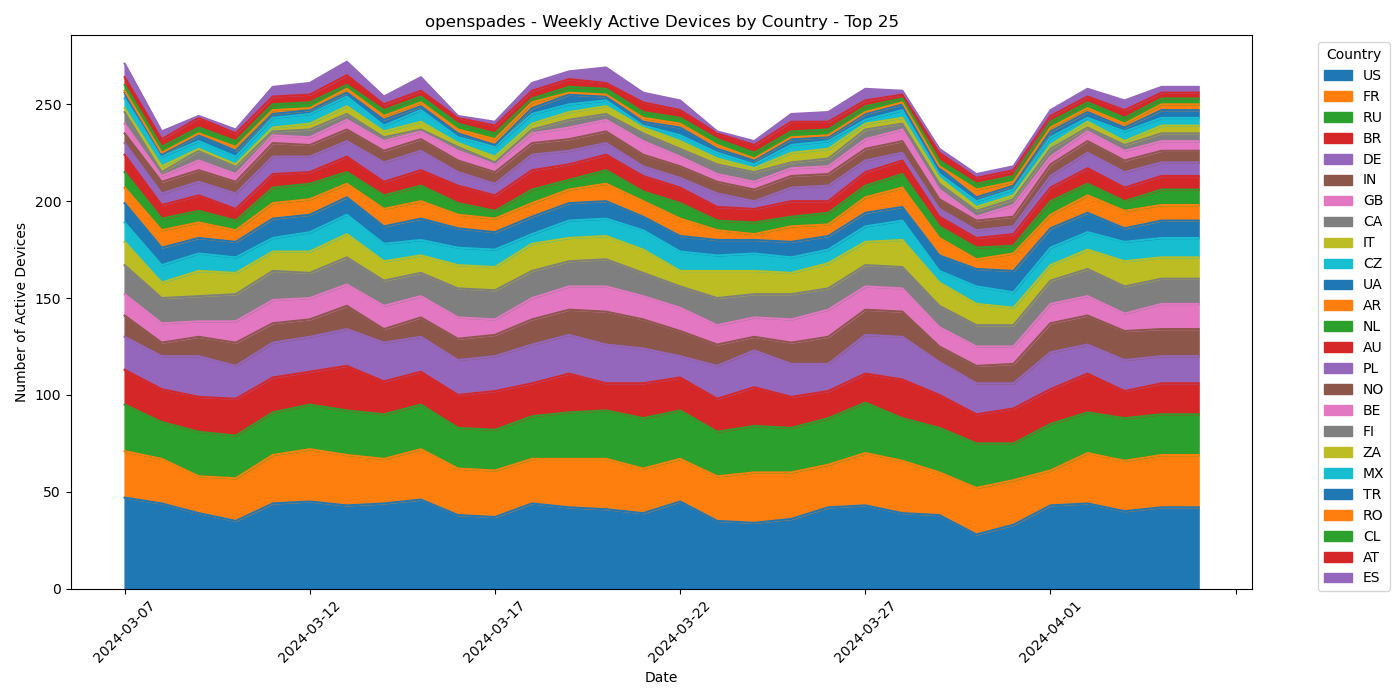 openspades - Weekly Active Devices by Country - Top 25
Number of Active Devices
250
200
150
100
50
0
2024-03-07
2024-03-12
2024-03-17
2024-03-22
2024-03-27
2024-04-01
Date
Country
US
FR
RU
BR
DE
IN
GB
CA
IT
CZ
UA
AR
NL
AU
PL
NO
BE
FI
ZA
MX
TR
RO
CL
AT
ES